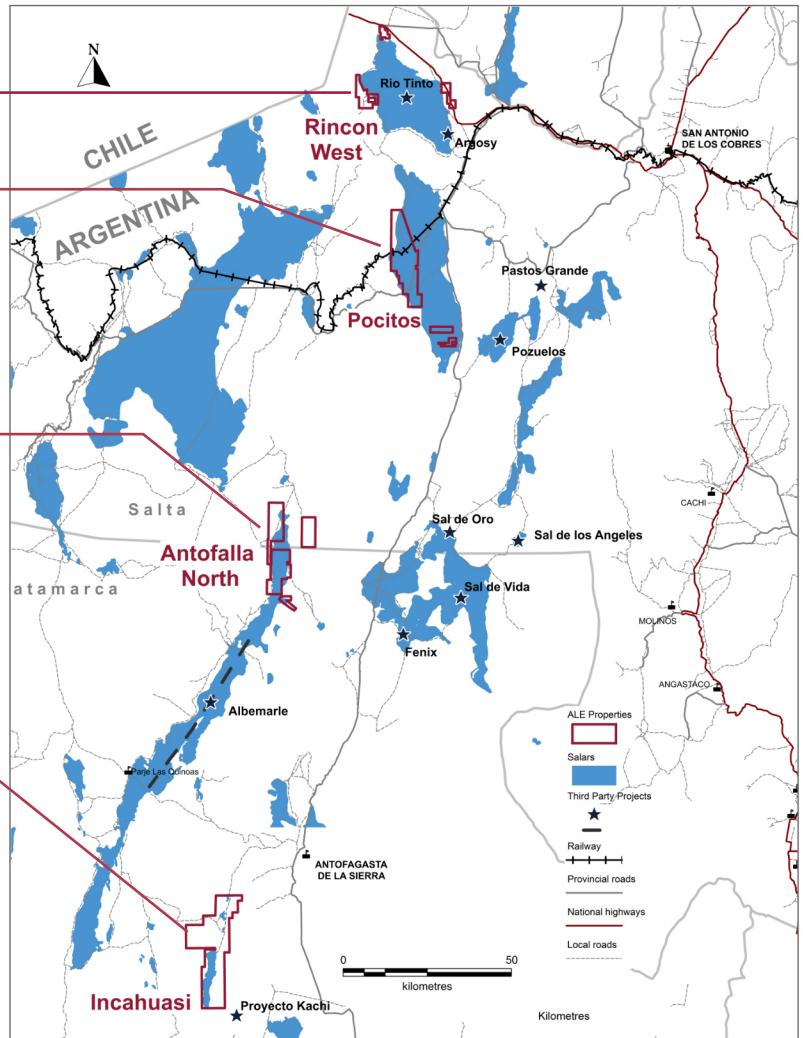 N
Rio Tinto
Rincon
West
Argosy
CHILE
SAN ANTONIO
DE LOS COBRES
ARGENTINA
Pastos Grande
Pocitos
Pozuelos
CACHI
Salta
Sal de Oro
Sal de los Angeles
Antofalla
North
atamarca
Sal de Vida
MOLINOS
Fenix
ANGASTACO
Albemarle
ALE Properties
Salars
Parje Las Quinoas
Third Party Projects
Railway
ANTOFAGASTA
DE LA SIERRA
Provincial roads
National highways
Local roads
0
50
kilometres
Incahuasi
Proyecto Kachi
Kilometres